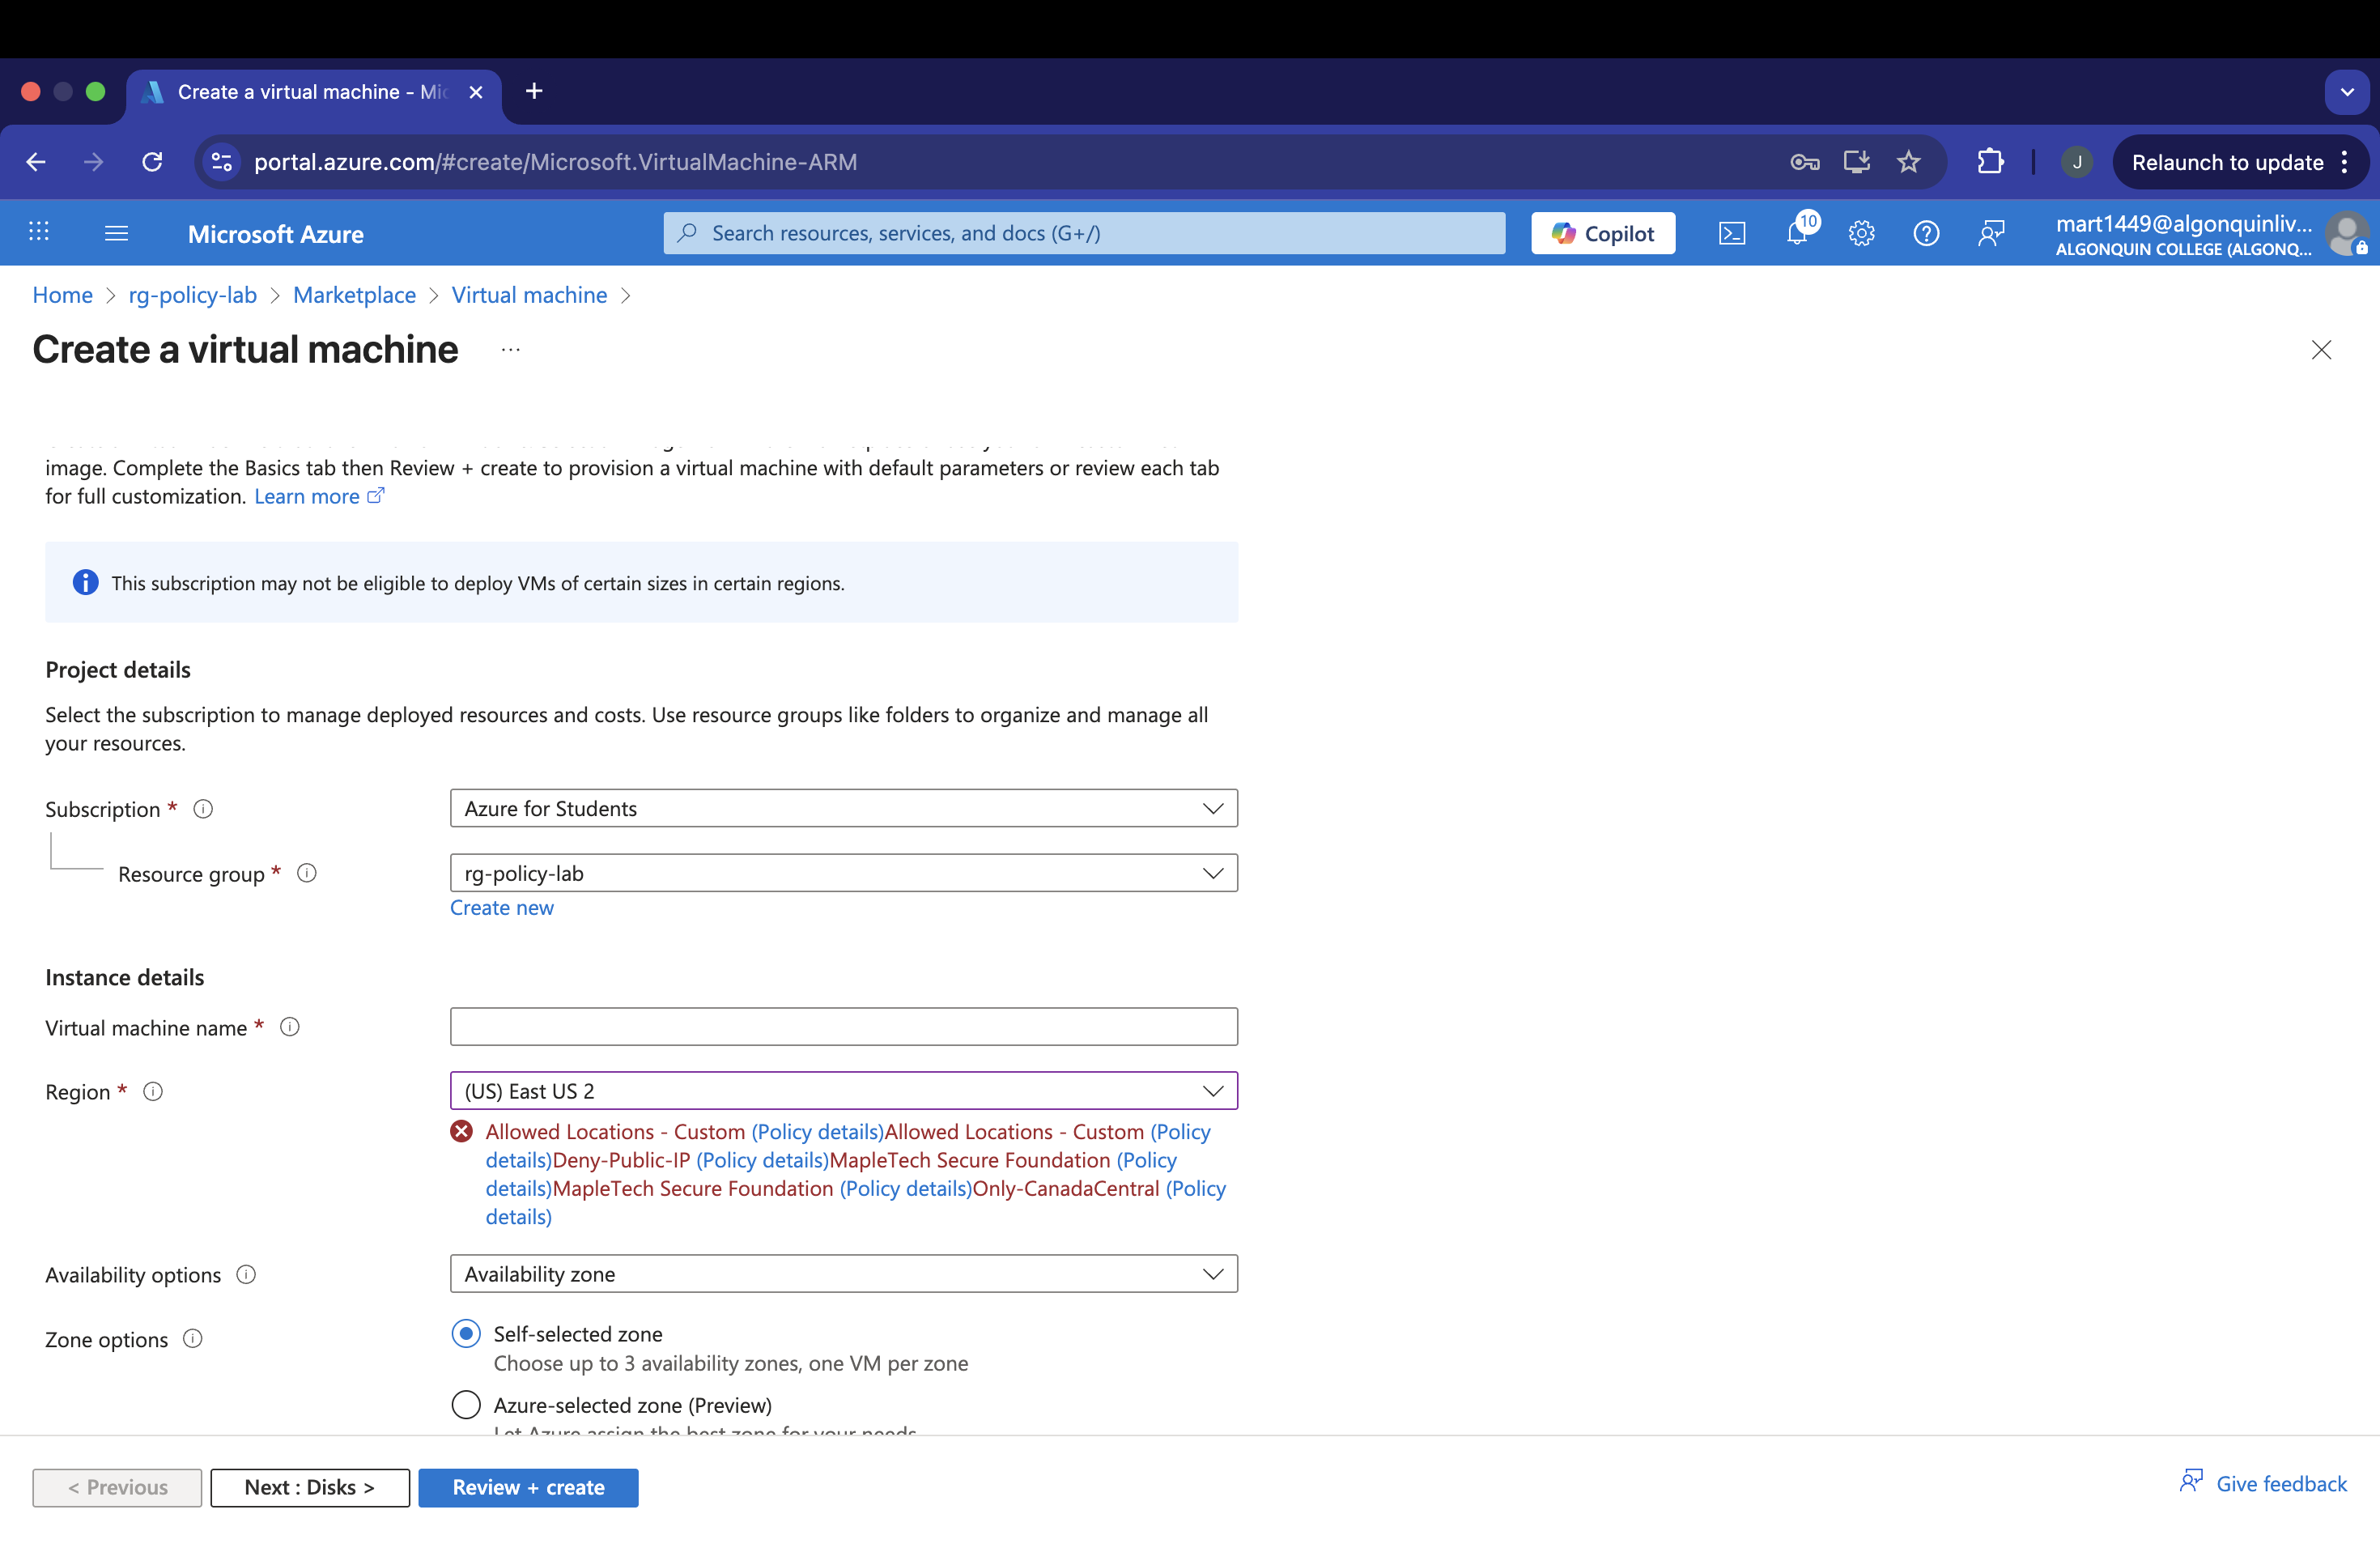 Create a virtual machine - Mic
portal.azure.com/#create/Microsoft.VirtualMachine-ARM
J
Relaunch to update
Microsoft Azure
Search resources, services, and docs (G+/)
Copilot
10
mart1449@algonquinliv...
ALGONQUIN COLLEGE (ALGONQ...
Home > rg-policy-lab > Marketplace > Virtual machine >
Create a virtual machine ...
image. Complete the Basics tab then Review + create to provision a virtual machine with default parameters or review each tab
for full customization. Learn more
This subscription may not be eligible to deploy VMs of certain sizes in certain regions.
Project details
Select the subscription to manage deployed resources and costs. Use resource groups like folders to organize and manage all
your resources.
Subscription *
Azure for Students
Resource group *
rg-policy-lab
Create new
Instance details
Virtual machine name *
Region *
(US) East US 2
Allowed Locations - Custom (Policy details)Allowed Locations - Custom (Policy
details)Deny-Public-IP (Policy details)MapleTech Secure Foundation (Policy
details)MapleTech Secure Foundation (Policy details)Only-CanadaCentral (Policy
details)
Availability options
Availability zone
Zone options
Self-selected zone
Choose up to 3 availability zones, one VM per zone
Azure-selected zone (Preview)
Let Azure assign the best zone for your needs
< Previous
Next : Disks >
Review + create
Give feedback